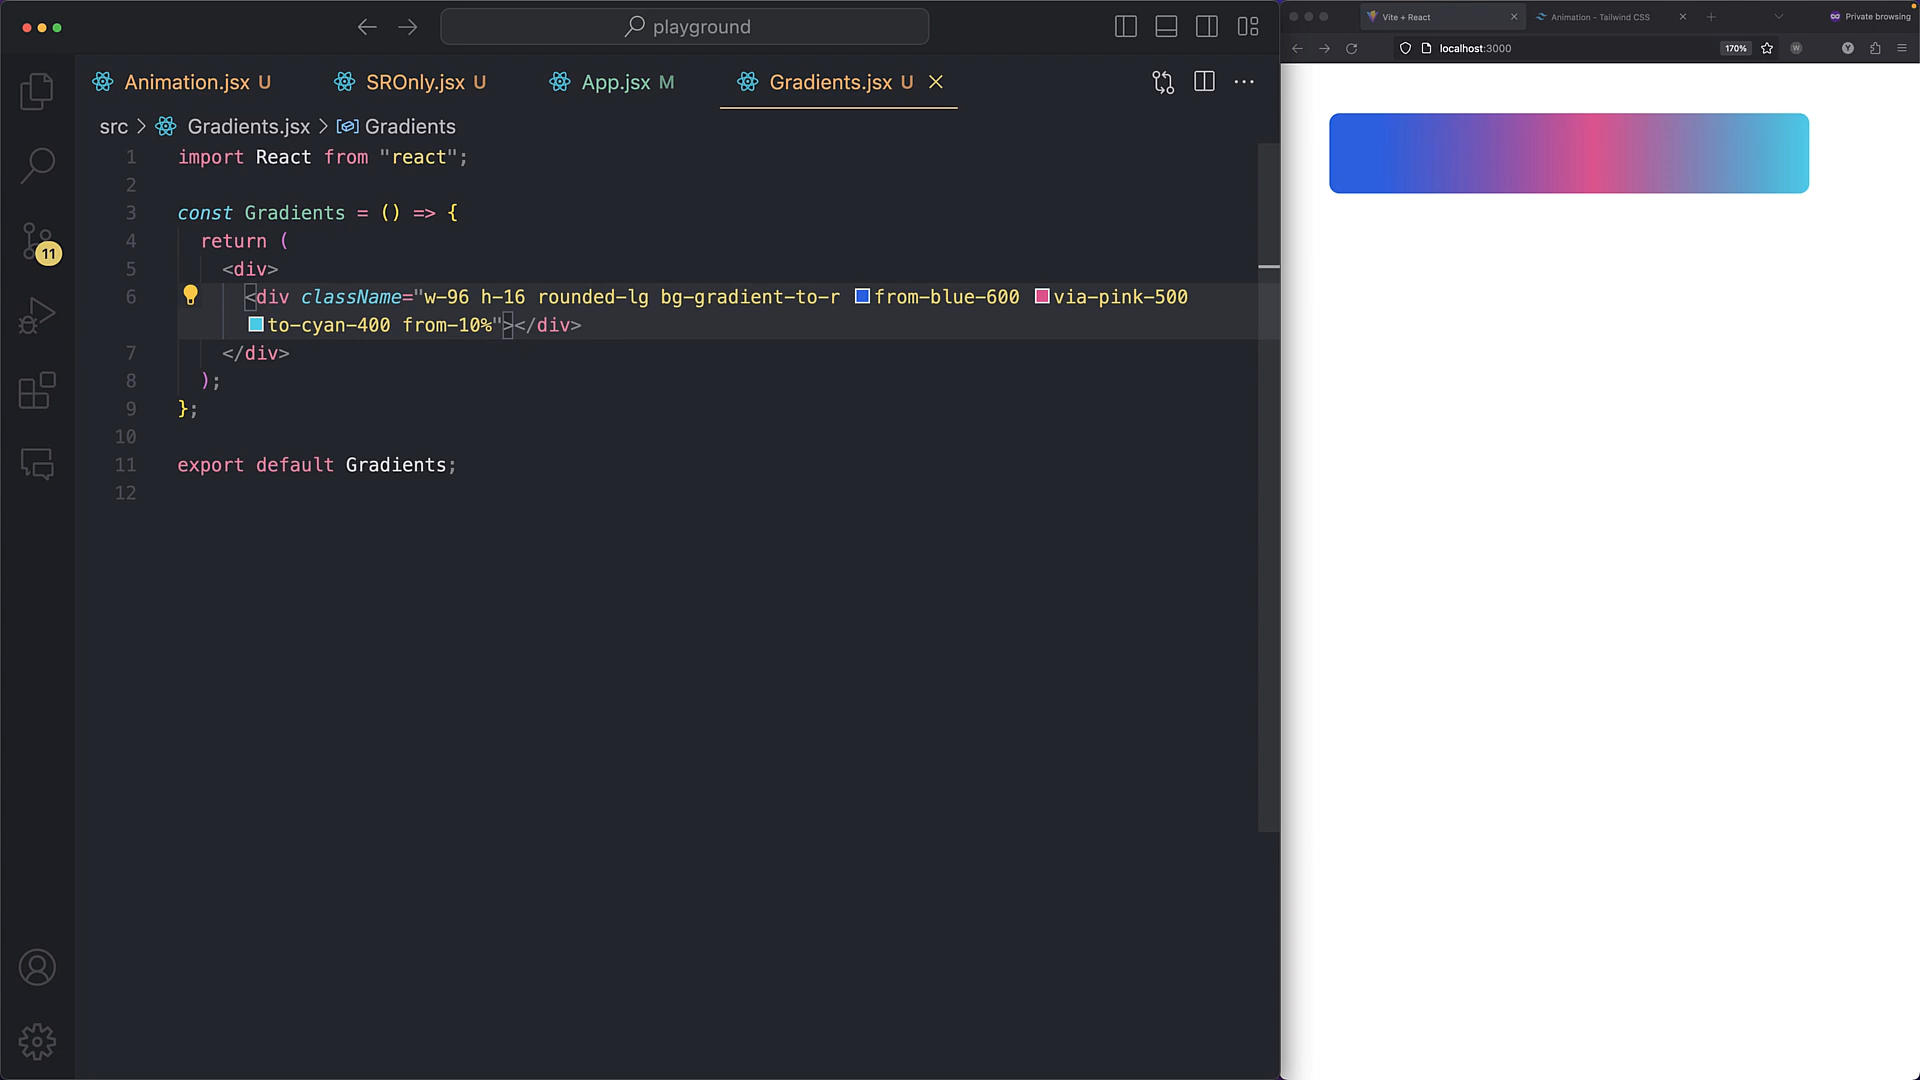 playground
Animation.jsx U
SROnly.jsx U
App.jsx M
Gradients.jsx U
src > Gradients.jsx > Gradients
1 import React from "react";
2
3 const Gradients = () => {
4 return (
5 <div>
6 <div className="w-96 h-16 rounded-lg bg-gradient-to-r from-blue-600 via-pink-500
to-cyan-400 from-10%"></div>
7 </div>
8 );
9 };
10
11 export default Gradients;
12
11
Vite + React
Animation - Tailwind CSS
Private browsing
localhost:3000
170%
W
Y